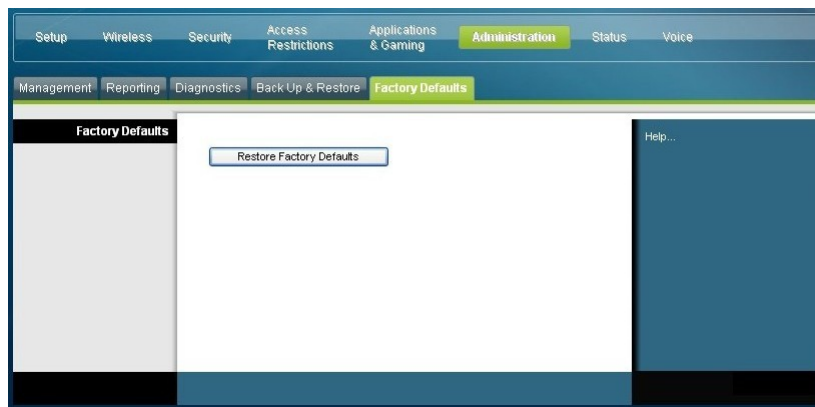 Setup Wireless Security Access Restrictions Applications & Gaming Administration Status Voice
Management Reporting Diagnostics Back Up & Restore Factory Defaults
Factory Defaults
Restore Factory Defaults
Help...